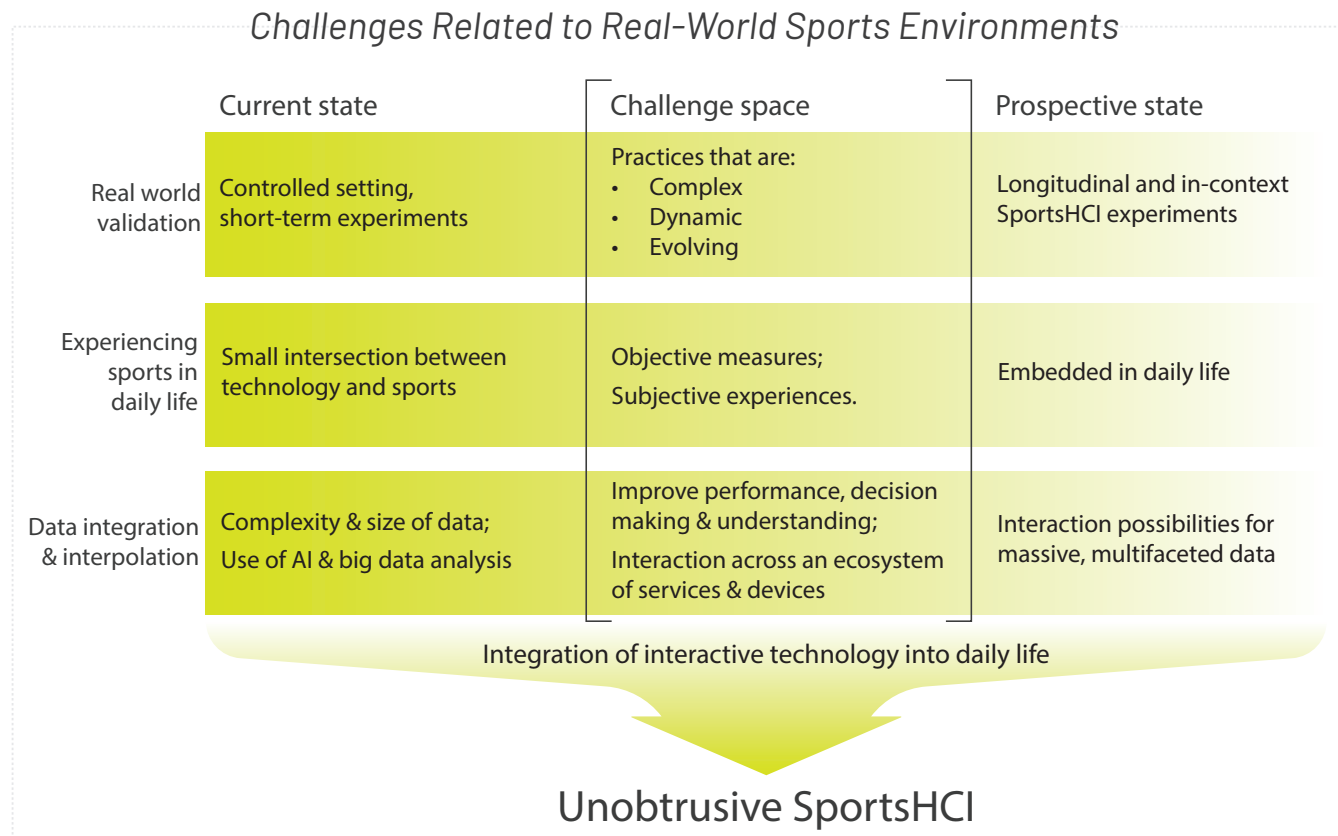 Challenges Related to Real-World Sports Environments
Current state
Challenge space
Prospective state
Real world
validation
Controlled setting,
short-term experiments
Practices that are:
• Complex
• Dynamic
• Evolving
Longitudinal and in-context
SportsHCI experiments
Experiencing
sports in
daily life
Small intersection between
technology and sports
Objective measures;
Subjective experiences.
Embedded in daily life
Data integration
& interpolation
Complexity & size of data;
Use of AI & big data analysis
Improve performance, decision
making & understanding;
Interaction across an ecosystem
of services & devices
Interaction possibilities for
massive, multifaceted data
Integration of interactive technology into daily life
Unobtrusive SportsHCI